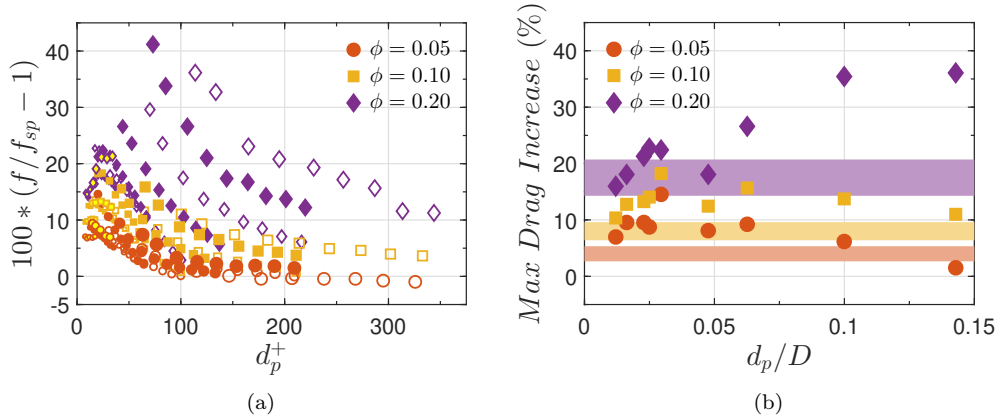 100 * (f/f_{sp} − 1)
40
30
20
10
0
-5
0
100
200
300
d_p^+
ϕ = 0.05
ϕ = 0.10
ϕ = 0.20
(a)
Max Drag Increase (%)
40
30
20
10
0
0
0.05
0.1
0.15
d_p/D
ϕ = 0.05
ϕ = 0.10
ϕ = 0.20
(b)